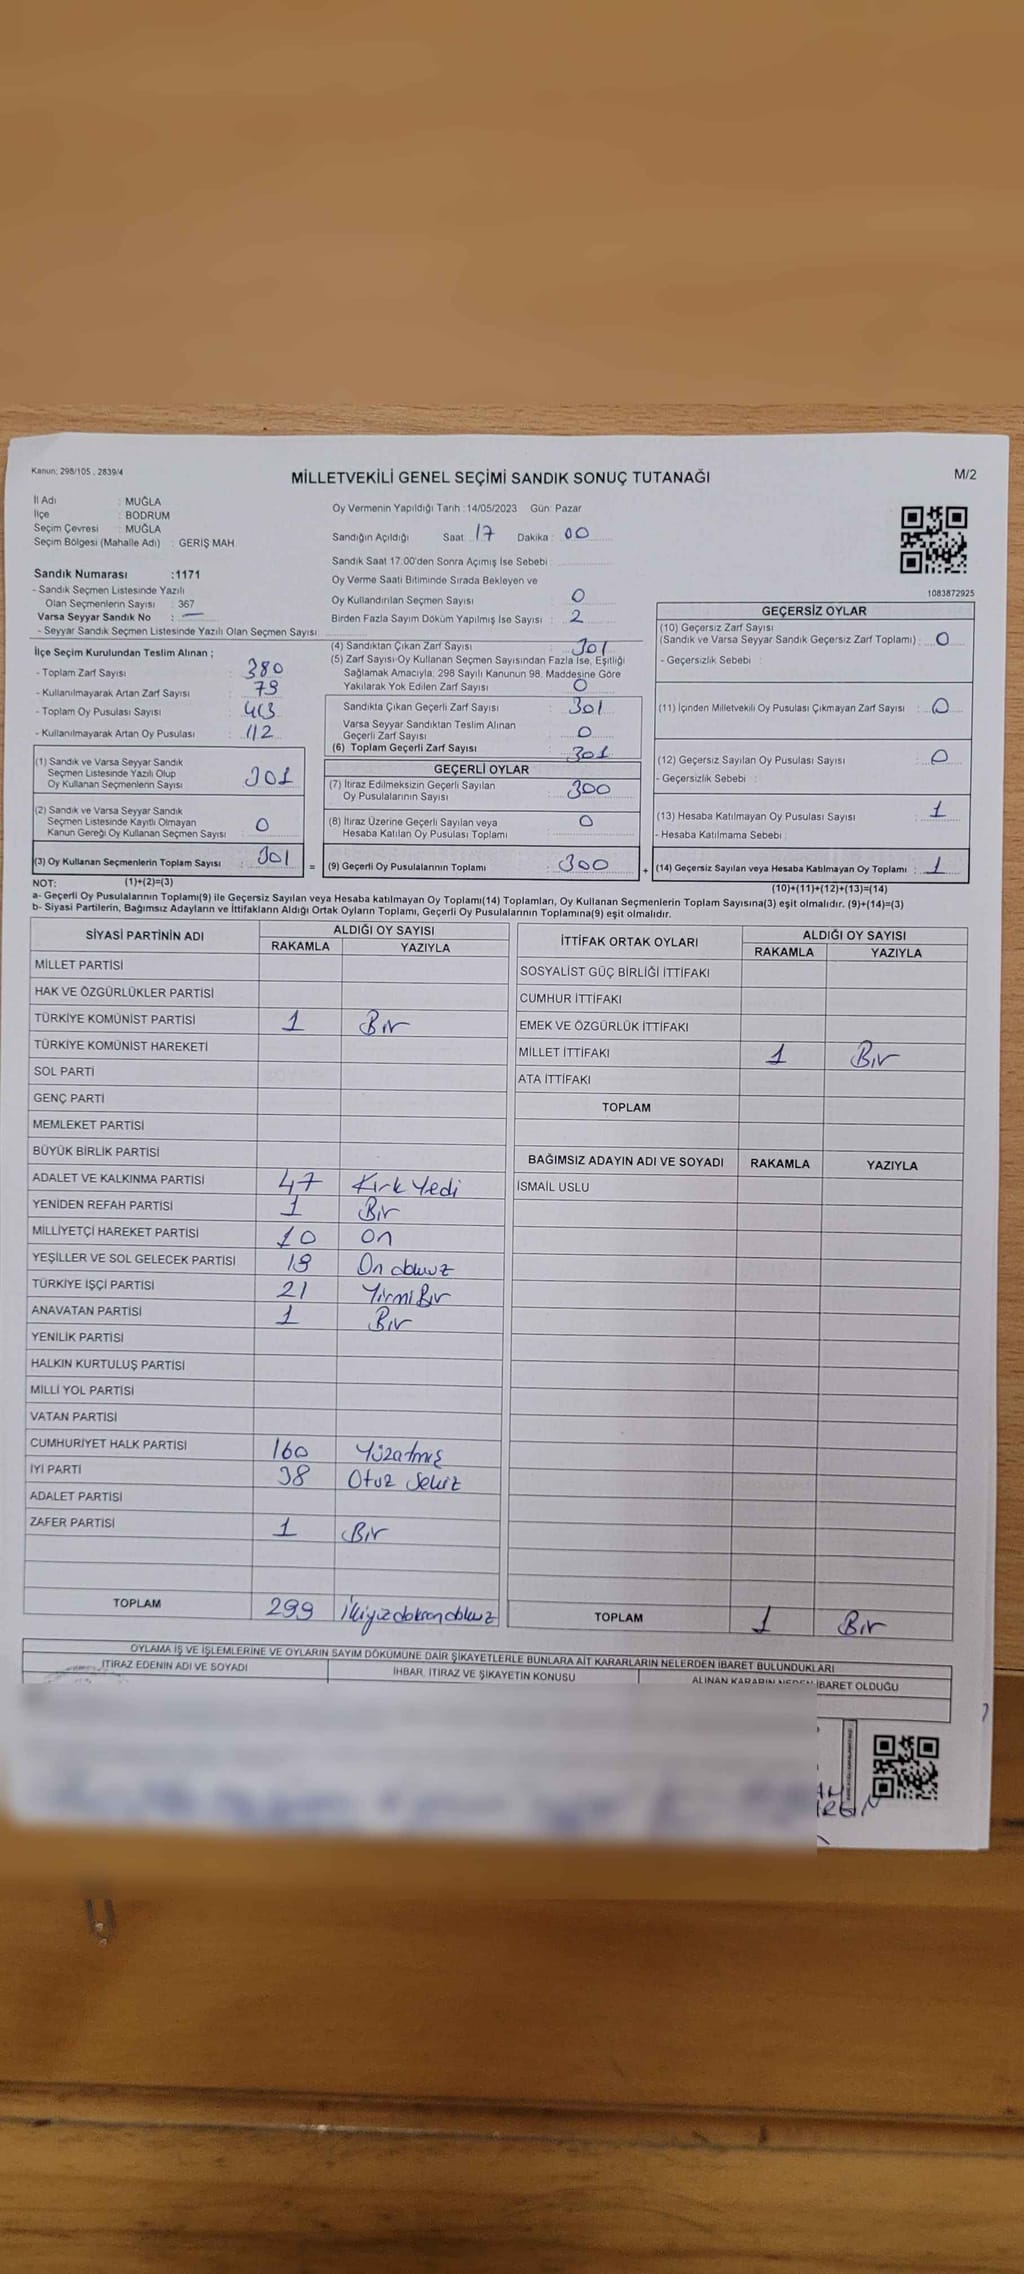 Kanun; 298/105 , 2839/4
MİLLETVEKİLİ GENEL SEÇİMİ SANDIK SONUÇ TUTANAĞI
M/2
İl Adı : MUĞLA
İlçe : BODRUM
Seçim Çevresi : MUĞLA
Seçim Bölgesi (Mahalle Adı) : GERİŞ MAH.
Oy Vermenin Yapıldığı Tarih :14/05/2023 Gün: Pazar
Sandığın Açıldığı Saat : 17 Dakika : 00
Sandık Saat 17.00'den Sonra Açımış İse Sebebi :
Oy Verme Saati Bitiminde Sırada Bekleyen ve
Oy Kullandırılan Seçmen Sayısı : 0
Birden Fazla Sayım Döküm Yapılmış İse Sayısı : 2
1083872925
Sandık Numarası :1171
- Sandık Seçmen Listesinde Yazılı
Olan Seçmenlerin Sayısı : 367
Varsa Seyyar Sandık No : —
- Seyyar Sandık Seçmen Listesinde Yazılı Olan Seçmen Sayısı :
İlçe Seçim Kurulundan Teslim Alınan ;
- Toplam Zarf Sayısı : 380
- Kullanılmayarak Artan Zarf Sayısı : 79
- Toplam Oy Pusulası Sayısı : 413
- Kullanılmayarak Artan Oy Pusulası : 112
(1) Sandık ve Varsa Seyyar Sandık
Seçmen Listesinde Yazılı Olup
Oy Kullanan Seçmenlerin Sayısı : 301
(2) Sandık ve Varsa Seyyar Sandık
Seçmen Listesinde Kayıtlı Olmayan
Kanun Gereği Oy Kullanan Seçmen Sayısı : 0
(3) Oy Kullanan Seçmenlerin Toplam Sayısı : 301 =
(1)+(2)=(3)
(4) Sandıktan Çıkan Zarf Sayısı : 301
(5) Zarf Sayısı Oy Kullanan Seçmen Sayısından Fazla İse, Eşitliği
Sağlamak Amacıyla, 298 Sayılı Kanunun 98. Maddesine Göre
Yakılarak Yok Edilen Zarf Sayısı : 0
Sandıkta Çıkan Geçerli Zarf Sayısı : 301
Varsa Seyyar Sandıktan Teslim Alınan
Geçerli Zarf Sayısı : 0
(6) Toplam Geçerli Zarf Sayısı : 301
GEÇERLİ OYLAR
(7) İtiraz Edilmeksizin Geçerli Sayılan
Oy Pusulalarının Sayısı : 300
(8) İtiraz Üzerine Geçerli Sayılan veya
Hesaba Katılan Oy Pusulası Toplamı : 0
(9) Geçerli Oy Pusulalarının Toplamı : 300 +
GEÇERSİZ OYLAR
(10) Geçersiz Zarf Sayısı
(Sandık ve Varsa Seyyar Sandık Geçersiz Zarf Toplamı) : 0
- Geçersizlik Sebebi :
(11) İçinden Milletvekili Oy Pusulası Çıkmayan Zarf Sayısı : 0
(12) Geçersiz Sayılan Oy Pusulası Sayısı : 0
- Geçersizlik Sebebi :
(13) Hesaba Katılmayan Oy Pusulası Sayısı : 1
- Hesaba Katılmama Sebebi :
(14) Geçersiz Sayılan veya Hesaba Katılmayan Oy Toplamı : 1
(10)+(11)+(12)+(13)=(14)
NOT:
a- Geçerli Oy Pusulalarının Toplamı(9) ile Geçersiz Sayılan veya Hesaba katılmayan Oy Toplamı(14) Toplamları, Oy Kullanan Seçmenlerin Toplam Sayısına(3) eşit olmalıdır. (9)+(14)=(3)
b- Siyasi Partilerin, Bağımsız Adayların ve İttifakların Aldığı Ortak Oyların Toplamı, Geçerli Oy Pusulalarının Toplamına(9) eşit olmalıdır.
SİYASİ PARTİNİN ADI ALDIĞI OY SAYISI
RAKAMLA YAZIYLA
MİLLET PARTİSİ
HAK VE ÖZGÜRLÜKLER PARTİSİ
TÜRKİYE KOMÜNİST PARTİSİ 1 Bir
TÜRKİYE KOMÜNİST HAREKETİ
SOL PARTİ
GENÇ PARTİ
MEMLEKET PARTİSİ
BÜYÜK BİRLİK PARTİSİ
ADALET VE KALKINMA PARTİSİ 47 Kırk Yedi
YENİDEN REFAH PARTİSİ 1 Bir
MİLLİYETÇİ HAREKET PARTİSİ 10 On
YEŞİLLER VE SOL GELECEK PARTİSİ 19 On dokuz
TÜRKİYE İŞÇİ PARTİSİ 21 Yirmi Bir
ANAVATAN PARTİSİ 1 Bir
YENİLİK PARTİSİ
HALKIN KURTULUŞ PARTİSİ
MİLLİ YOL PARTİSİ
VATAN PARTİSİ
CUMHURİYET HALK PARTİSİ 160 Yüzatmış
İYİ PARTİ 38 Otuz Sekiz
ADALET PARTİSİ
ZAFER PARTİSİ 1 Bir
TOPLAM 299 İkiyüzdoksandokuz
İTTİFAK ORTAK OYLARI ALDIĞI OY SAYISI
RAKAMLA YAZIYLA
SOSYALİST GÜÇ BİRLİĞİ İTTİFAKI
CUMHUR İTTİFAKI
EMEK VE ÖZGÜRLÜK İTTİFAKI
MİLLET İTTİFAKI 1 Bir
ATA İTTİFAKI
TOPLAM
BAĞIMSIZ ADAYIN ADI VE SOYADI RAKAMLA YAZIYLA
İSMAİL USLU
TOPLAM 1 Bir
OYLAMA İŞ VE İŞLEMLERİNE VE OYLARIN SAYIM DÖKÜMÜNE DAİR ŞİKAYETLERLE BUNLARA AİT KARARLARIN NELERDEN İBARET BULUNDUKLARI
İTİRAZ EDENİN ADI VE SOYADI İHBAR, İTİRAZ VE ŞİKAYETİN KONUSU ALINAN KARARIN NEDEN İBARET OLDUĞU